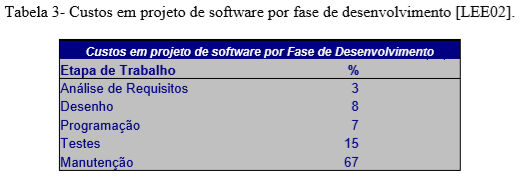 Tabela 3- Custos em projeto de software por fase de desenvolvimento [LEE02].
Custos em projeto de software por Fase de Desenvolvimento
Etapa de Trabalho %
Análise de Requisitos 3
Desenho 8
Programação 7
Testes 15
Manutenção 67